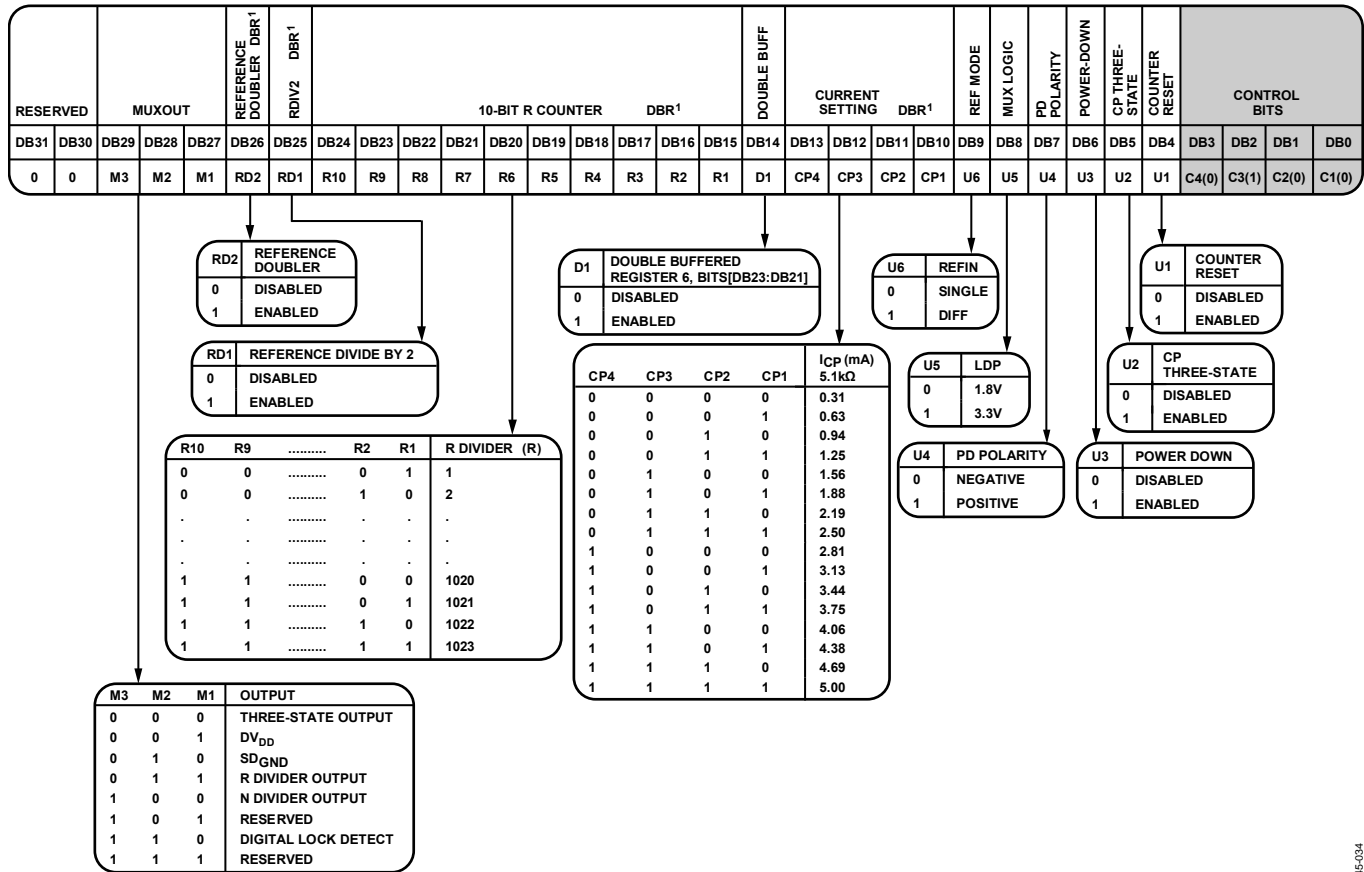 RESERVED MUXOUT REFERENCE DOUBLER DBR1 RDIV2 DBR1 10-BIT R COUNTER DBR1 DOUBLE BUFF CURRENT SETTING DBR1 REF MODE MUX LOGIC PD POLARITY POWER-DOWN CP THREE-STATE COUNTER RESET CONTROL BITS
DB31 DB30 DB29 DB28 DB27 DB26 DB25 DB24 DB23 DB22 DB21 DB20 DB19 DB18 DB17 DB16 DB15 DB14 DB13 DB12 DB11 DB10 DB9 DB8 DB7 DB6 DB5 DB4 DB3 DB2 DB1 DB0
0 0 M3 M2 M1 RD2 RD1 R10 R9 R8 R7 R6 R5 R4 R3 R2 R1 D1 CP4 CP3 CP2 CP1 U6 U5 U4 U3 U2 U1 C4(0) C3(1) C2(0) C1(0)
RD2 REFERENCE DOUBLER
0 DISABLED
1 ENABLED
RD1 REFERENCE DIVIDE BY 2
0 DISABLED
1 ENABLED
R10 R9 .......... R2 R1 R DIVIDER (R)
0 0 .......... 0 1 1
0 0 .......... 1 0 2
. . .......... . . .
. . .......... . . .
. . .......... . . .
1 1 .......... 0 0 1020
1 1 .......... 0 1 1021
1 1 .......... 1 0 1022
1 1 .......... 1 1 1023
M3 M2 M1 OUTPUT
0 0 0 THREE-STATE OUTPUT
0 0 1 DVDD
0 1 0 SDGND
0 1 1 R DIVIDER OUTPUT
1 0 0 N DIVIDER OUTPUT
1 0 1 RESERVED
1 1 0 DIGITAL LOCK DETECT
1 1 1 RESERVED
D1 DOUBLE BUFFERED
REGISTER 6, BITS[DB23:DB21]
0 DISABLED
1 ENABLED
CP4 CP3 CP2 CP1 ICP (mA) 5.1kΩ
0 0 0 0 0.31
0 0 0 1 0.63
0 0 1 0 0.94
0 0 1 1 1.25
0 1 0 0 1.56
0 1 0 1 1.88
0 1 1 0 2.19
0 1 1 1 2.50
1 0 0 0 2.81
1 0 0 1 3.13
1 0 1 0 3.44
1 0 1 1 3.75
1 1 0 0 4.06
1 1 0 1 4.38
1 1 1 0 4.69
1 1 1 1 5.00
U6 REFIN
0 SINGLE
1 DIFF
U5 LDP
0 1.8V
1 3.3V
U4 PD POLARITY
0 NEGATIVE
1 POSITIVE
U1 COUNTER RESET
0 DISABLED
1 ENABLED
U2 CP THREE-STATE
0 DISABLED
1 ENABLED
U3 POWER DOWN
0 DISABLED
1 ENABLED